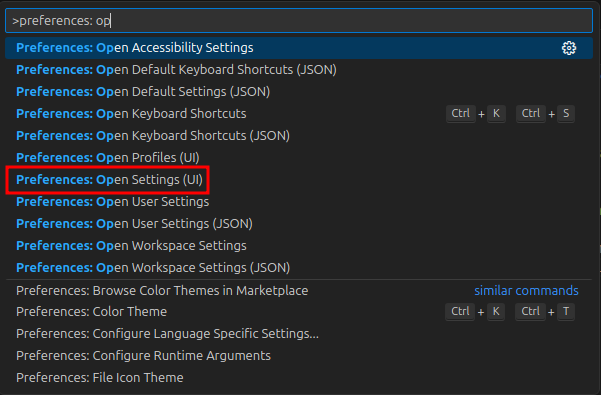 >preferences: op
Preferences: Open Accessibility Settings
Preferences: Open Default Keyboard Shortcuts (JSON)
Preferences: Open Default Settings (JSON)
Preferences: Open Keyboard Shortcuts Ctrl + K Ctrl + S
Preferences: Open Keyboard Shortcuts (JSON)
Preferences: Open Profiles (UI)
Preferences: Open Settings (UI)
Preferences: Open User Settings
Preferences: Open User Settings (JSON)
Preferences: Open Workspace Settings
Preferences: Open Workspace Settings (JSON)
Preferences: Browse Color Themes in Marketplace similar commands
Preferences: Color Theme Ctrl + K Ctrl + T
Preferences: Configure Language Specific Settings...
Preferences: Configure Runtime Arguments
Preferences: File Icon Theme